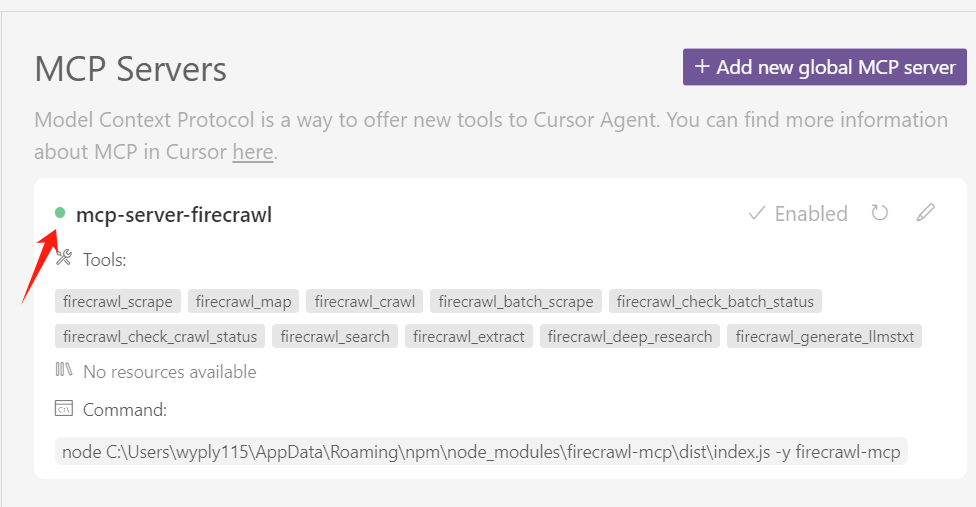 MCP Servers
+ Add new global MCP server
Model Context Protocol is a way to offer new tools to Cursor Agent. You can find more information
about MCP in Cursor here.
mcp-server-firecrawl
Enabled
Tools:
firecrawl_scrape firecrawl_map firecrawl_crawl firecrawl_batch_scrape firecrawl_check_batch_status
firecrawl_check_crawl_status firecrawl_search firecrawl_extract firecrawl_deep_research firecrawl_generate_llmstxt
No resources available
Command:
node C:\Users\wyply115\AppData\Roaming\npm\node_modules\firecrawl-mcp\dist\index.js -y firecrawl-mcp